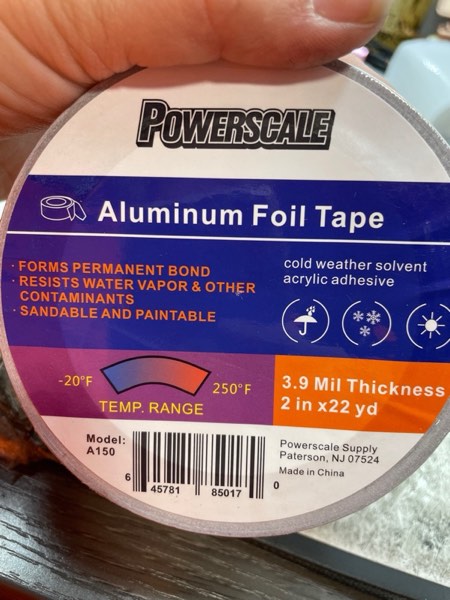 POWERSCALE
Aluminum Foil Tape
· FORMS PERMANENT BOND
· RESISTS WATER VAPOR & OTHER
CONTAMINANTS
· SANDABLE AND PAINTABLE
cold weather solvent
acrylic adhesive
-20°F
250°F
TEMP. RANGE
3.9 Mil Thickness
2 in x22 yd
Model:
A150
Powerscale Supply
Paterson, NJ 07524
Made in China
6 45781 85017 0